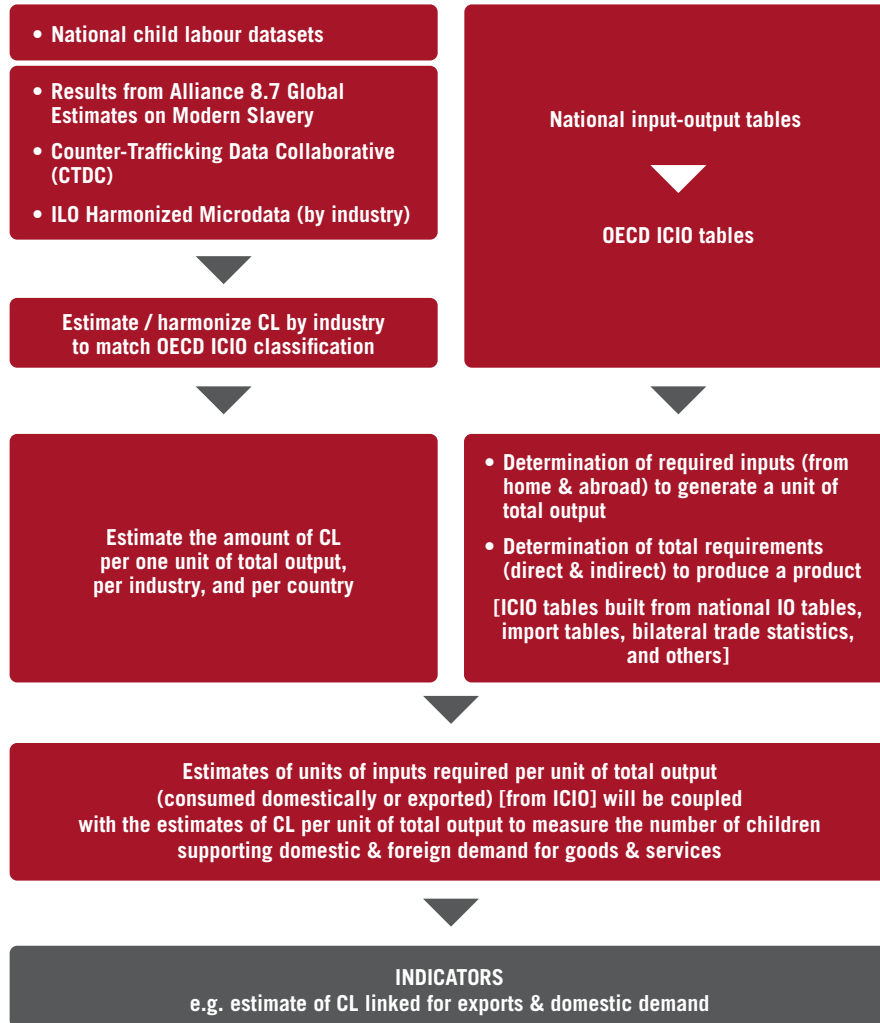 • National child labour datasets
• Results from Alliance 8.7 Global
Estimates on Modern Slavery
• Counter-Trafficking Data Collaborative
(CTDC)
• ILO Harmonized Microdata (by industry)
Estimate / harmonize CL by industry
to match OECD ICIO classification
Estimate the amount of CL
per one unit of total output,
per industry, and per country
National input-output tables
OECD ICIO tables
• Determination of required inputs (from
home & abroad) to generate a unit of
total output
• Determination of total requirements
(direct & indirect) to produce a product
[ICIO tables built from national IO tables,
import tables, bilateral trade statistics,
and others]
Estimates of units of inputs required per unit of total output
(consumed domestically or exported) [from ICIO] will be coupled
with the estimates of CL per unit of total output to measure the number of children
supporting domestic & foreign demand for goods & services
INDICATORS
e.g. estimate of CL linked for exports & domestic demand